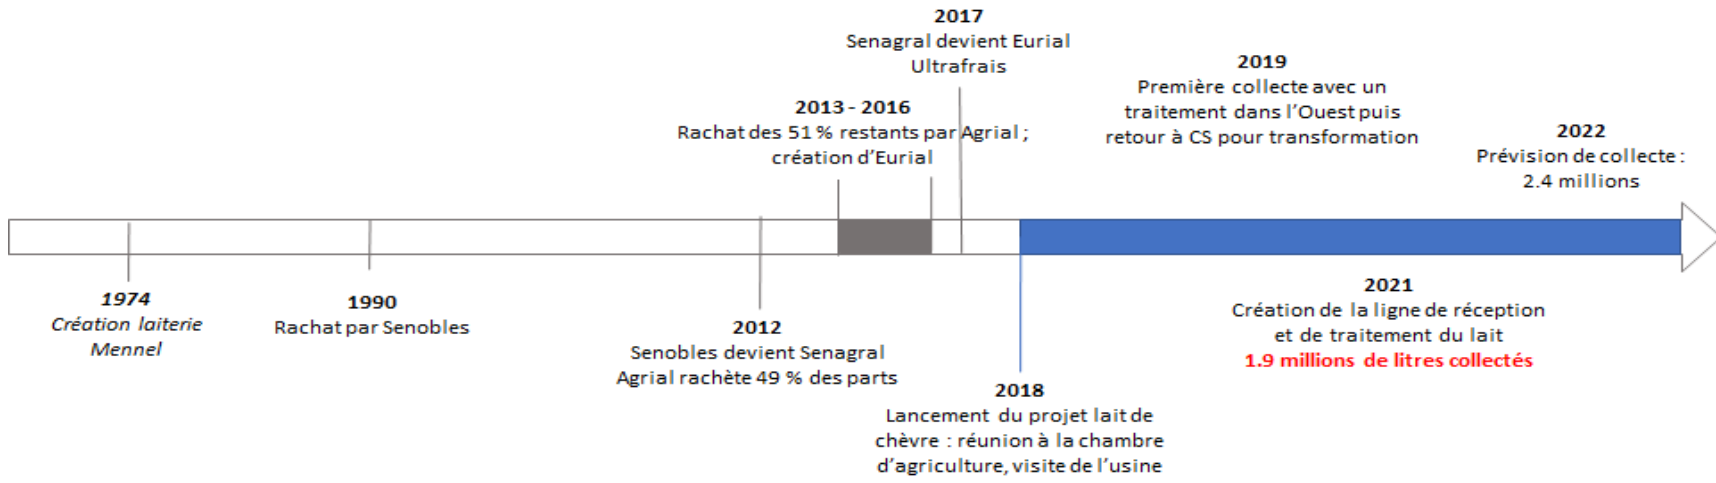 2017
Senagral devient Eurial
Ultrafrais
2013 - 2016
Rachat des 51 % restants par Agrial ;
création d’Eurial
2019
Première collecte avec un
traitement dans l’Ouest puis
retour à CS pour transformation
2022
Prévision de collecte :
2.4 millions
1974
Création laiterie
Mennel
1990
Rachat par Senobles
2012
Senobles devient Senagral
Agrial rachète 49 % des parts
2018
Lancement du projet lait de
chèvre : réunion à la chambre
d’agriculture, visite de l’usine
2021
Création de la ligne de réception
et de traitement du lait
1.9 millions de litres collectés